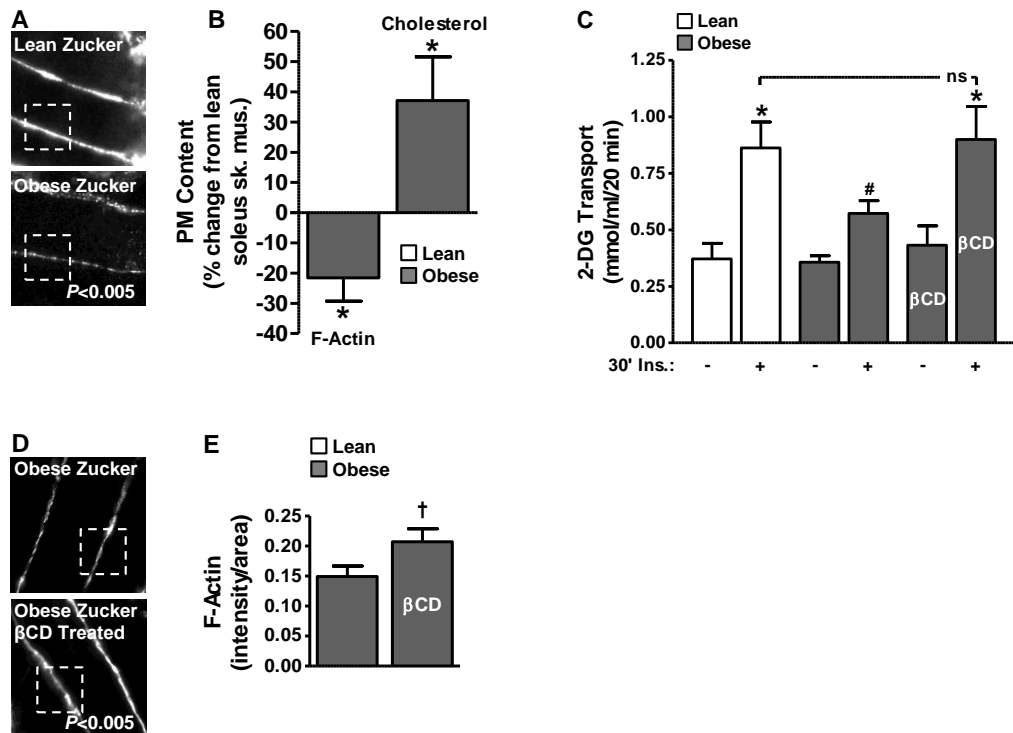 A
Lean Zucker
Obese Zucker
P<0.005
B
PM Content
(% change from lean
soleus sk. mus.)
60
50
40
30
20
10
0
-10
-20
-30
-40
Cholesterol
*
Lean
Obese
*
F-Actin
C
Lean
Obese
2-DG Transport
(mmol/ml/20 min)
1.25
1.00
0.75
0.50
0.25
0.00
ns
*
#
*
βCD
βCD
30' Ins.: - + - + - +
D
Obese Zucker
Obese Zucker
βCD Treated
P<0.005
E
Lean
Obese
F-Actin
(intensity/area)
0.25
0.20
0.15
0.10
0.05
0.00
†
βCD